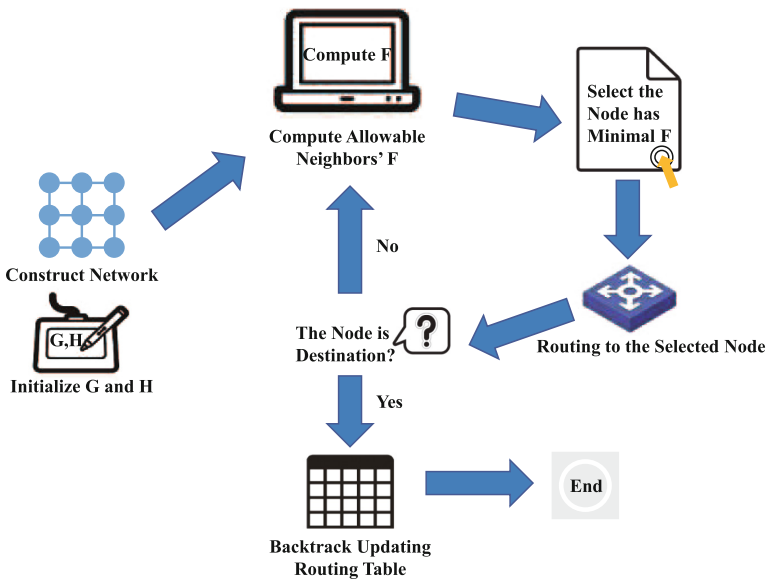 Compute F
Compute Allowable
Neighbors' F
Select the
Node has
Minimal F
Construct Network
G,H
Initialize G and H
No
The Node is
Destination?
?
Routing to the Selected Node
Yes
Backtrack Updating
Routing Table
End